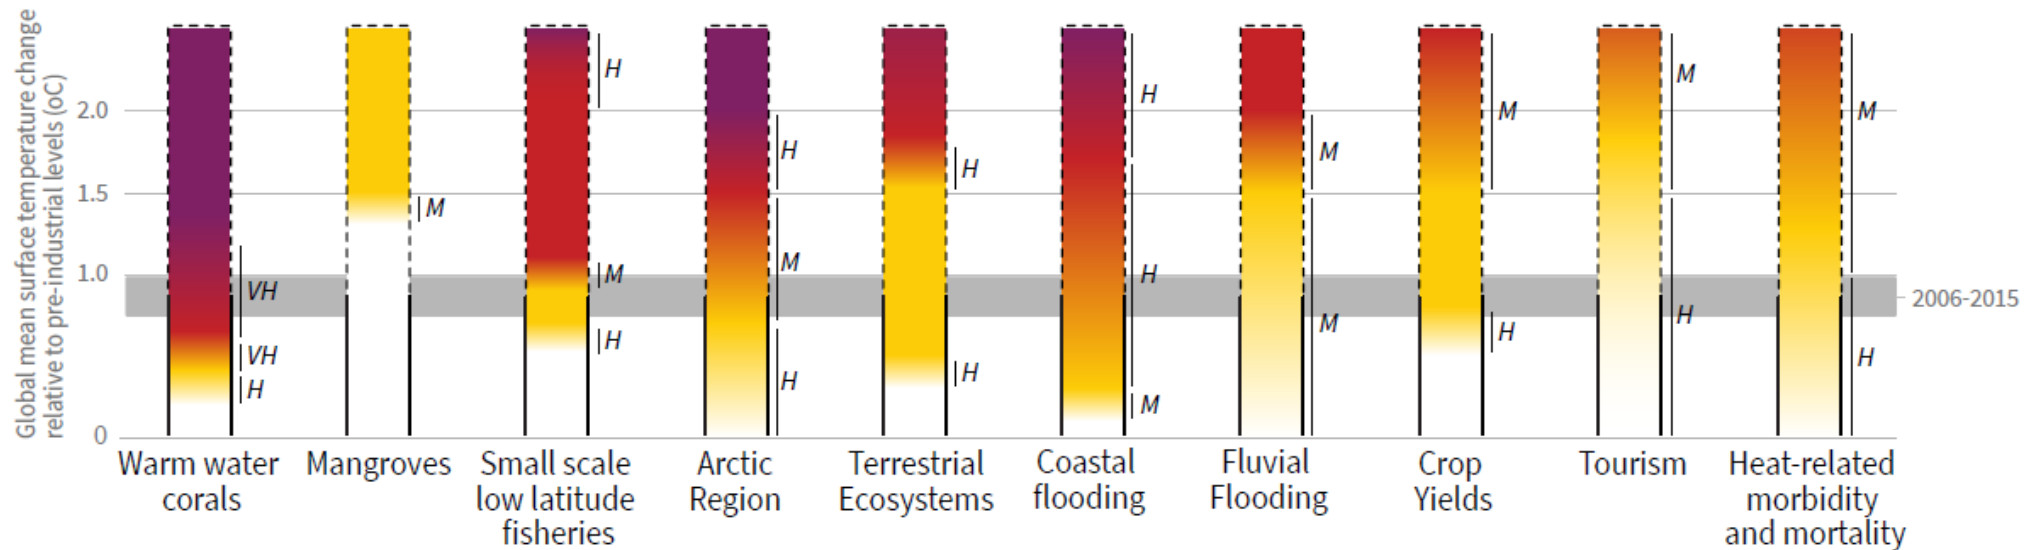 Global mean surface temperature change
relative to pre-industrial levels (oC)
2.0
1.5
1.0
0
VH
VH
H
M
H
M
H
H
M
H
H
H
H
H
M
M
M
M
H
M
H
M
H
2006-2015
Warm water
corals
Mangroves
Small scale
low latitude
fisheries
Arctic
Region
Terrestrial
Ecosystems
Coastal
flooding
Fluvial
Flooding
Crop
Yields
Tourism
Heat-related
morbidity
and mortality